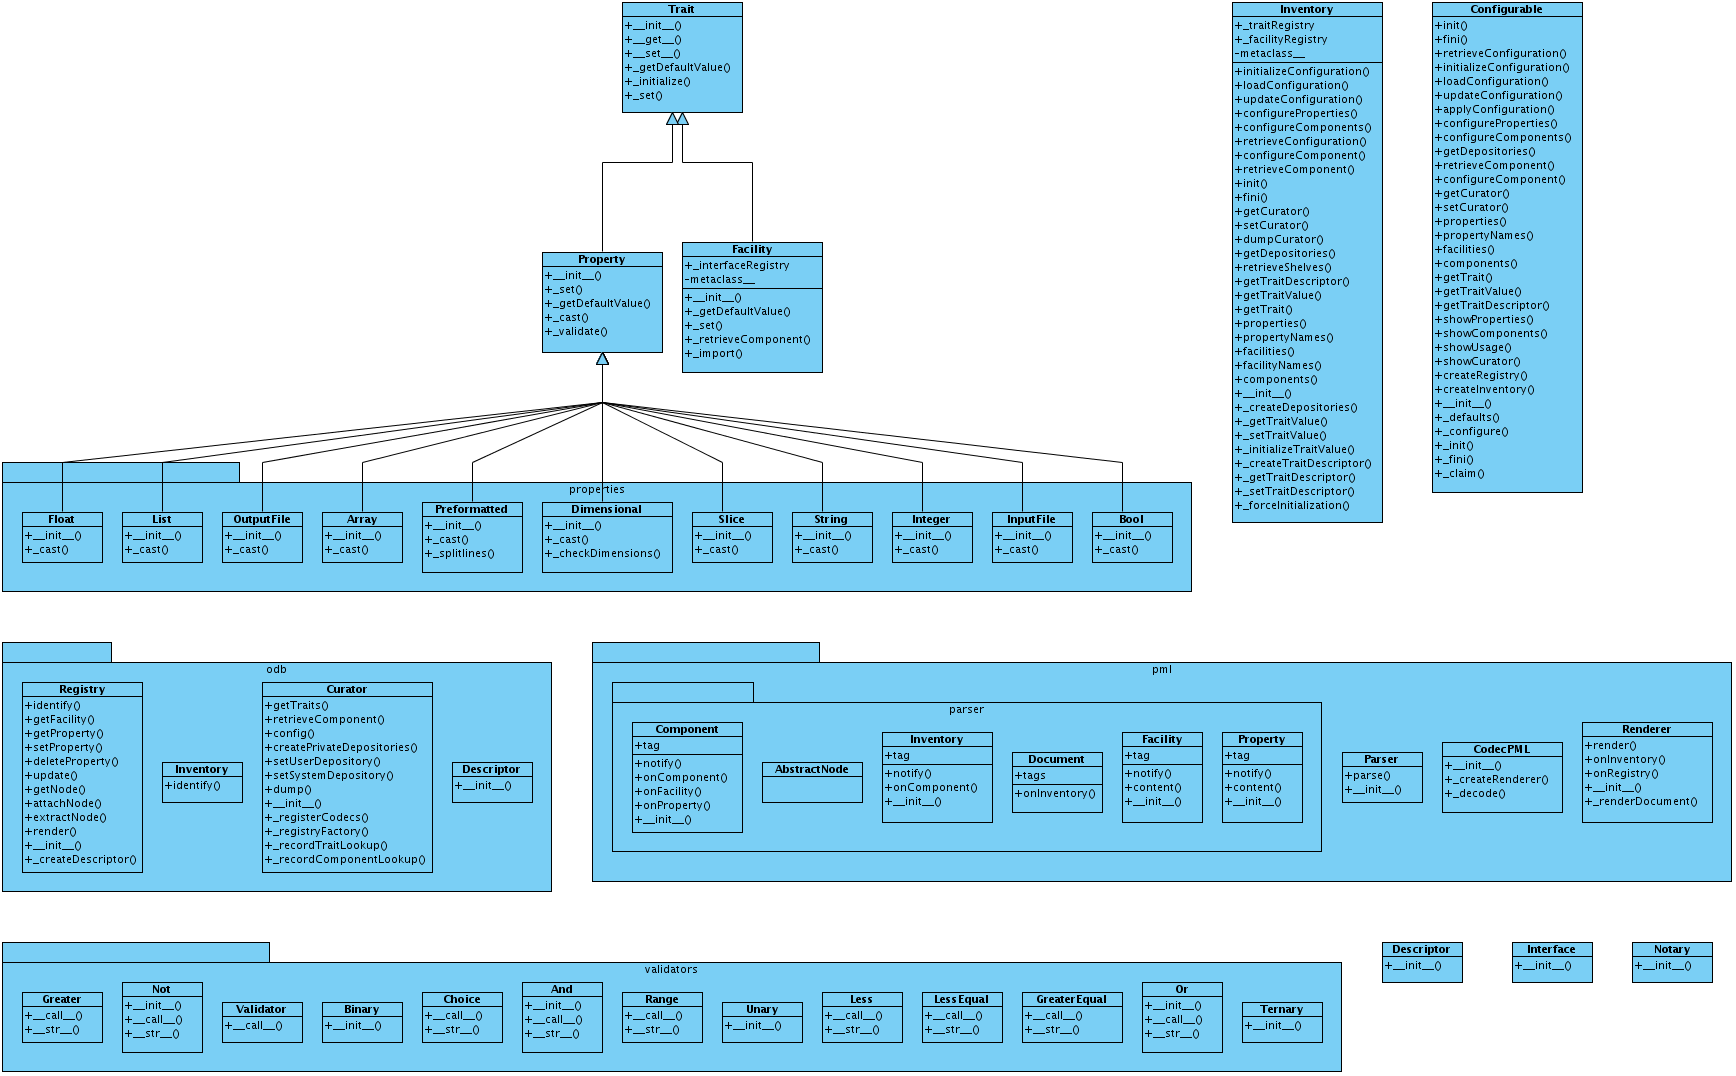 Trait
+__init__()
+__get__()
+__set__()
+_getDefaultValue()
+_initialize()
+_set()
Inventory
+_traitRegistry
+_facilityRegistry
-metaclass__
+initializeConfiguration()
+loadConfiguration()
+updateConfiguration()
+configureProperties()
+configureComponents()
+retrieveConfiguration()
+configureComponent()
+retrieveComponent()
+init()
+fini()
+getCurator()
+setCurator()
+dumpCurator()
+getDepositories()
+retrieveShelves()
+getTraitDescriptor()
+getTraitValue()
+getTrait()
+properties()
+propertyNames()
+facilities()
+facilityNames()
+components()
+__init__()
+_createDepositories()
+_getTraitValue()
+_setTraitValue()
+_initializeTraitValue()
+_createTraitDescriptor()
+_getTraitDescriptor()
+_setTraitDescriptor()
+_forceInitialization()
Configurable
+init()
+fini()
+retrieveConfiguration()
+initializeConfiguration()
+loadConfiguration()
+updateConfiguration()
+applyConfiguration()
+configureProperties()
+configureComponents()
+getDepositories()
+retrieveComponent()
+configureComponent()
+getCurator()
+setCurator()
+properties()
+propertyNames()
+facilities()
+components()
+getTrait()
+getTraitValue()
+getTraitDescriptor()
+showProperties()
+showComponents()
+showUsage()
+showCurator()
+createRegistry()
+createInventory()
+__init__()
+_defaults()
+_configure()
+_init()
+_fini()
+_claim()
Property
+__init__()
+_set()
+_getDefaultValue()
+_cast()
+_validate()
Facility
+_interfaceRegistry
-metaclass__
+__init__()
+_getDefaultValue()
+_set()
+_retrieveComponent()
+_import()
properties
Float
+__init__()
+_cast()
List
+__init__()
+_cast()
OutputFile
+__init__()
+_cast()
Array
+__init__()
+_cast()
Preformatted
+__init__()
+_cast()
+_splitlines()
Dimensional
+__init__()
+_cast()
+_checkDimensions()
Slice
+__init__()
+_cast()
String
+__init__()
+_cast()
Integer
+__init__()
+_cast()
InputFile
+__init__()
+_cast()
Bool
+__init__()
+_cast()
odb
Registry
+identify()
+getFacility()
+getProperty()
+setProperty()
+deleteProperty()
+update()
+getNode()
+attachNode()
+extractNode()
+render()
+__init__()
+_createDescriptor()
Inventory
+identify()
Curator
+getTraits()
+retrieveComponent()
+config()
+createPrivateDepositories()
+setUserDepository()
+setSystemDepository()
+dump()
+__init__()
+_registerCodecs()
+_registryFactory()
+_recordTraitLookup()
+_recordComponentLookup()
Descriptor
+__init__()
pml
parser
Component
+tag
+notify()
+onComponent()
+onFacility()
+onProperty()
+__init__()
AbstractNode
Inventory
+tag
+notify()
+onComponent()
+__init__()
Document
+tags
+onInventory()
Facility
+tag
+notify()
+content()
+__init__()
Property
+tag
+notify()
+content()
+__init__()
Parser
+parse()
+__init__()
CodecPML
+__init__()
+_createRenderer()
+_decode()
Renderer
+render()
+onInventory()
+onRegistry()
+__init__()
+_renderDocument()
validators
Greater
+__call__()
+__str__()
Not
+__init__()
+__call__()
+__str__()
Validator
+__call__()
Binary
+__init__()
Choice
+__call__()
+__str__()
And
+__init__()
+__call__()
+__str__()
Range
+__call__()
+__str__()
Unary
+__init__()
Less
+__call__()
+__str__()
LessEqual
+__call__()
+__str__()
GreaterEqual
+__call__()
+__str__()
Or
+__init__()
+__call__()
+__str__()
Ternary
+__init__()
Descriptor
+__init__()
Interface
+__init__()
Notary
+__init__()